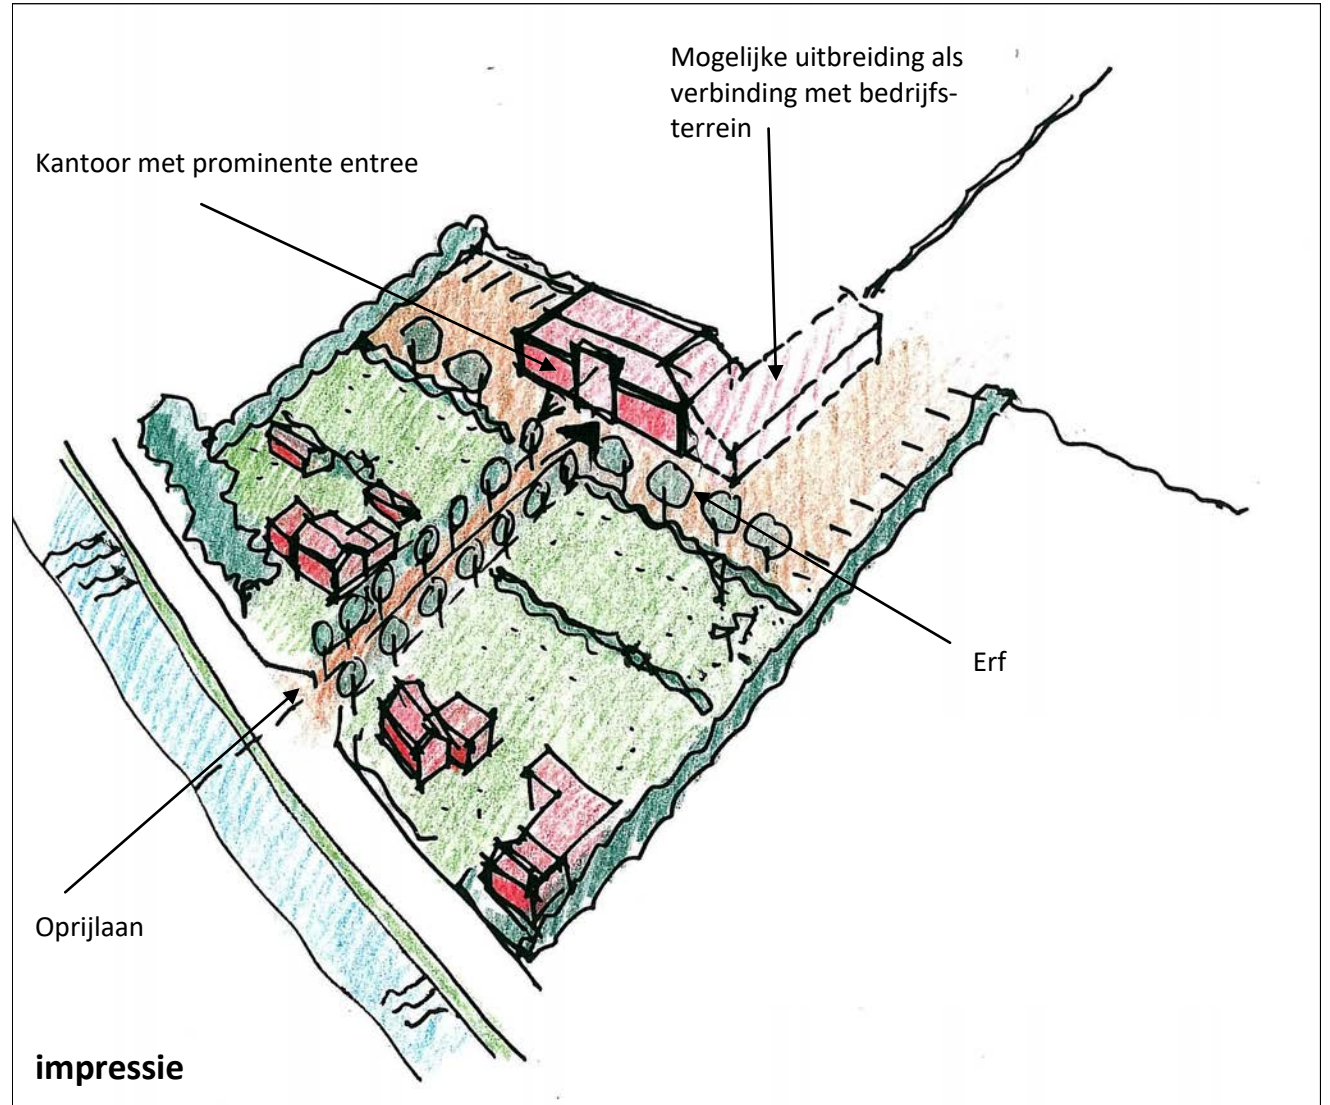 Mogelijke uitbreiding als
verbinding met bedrijfs-
terrein
Kantoor met prominente entree
Erf
Oprijlaan
impressie